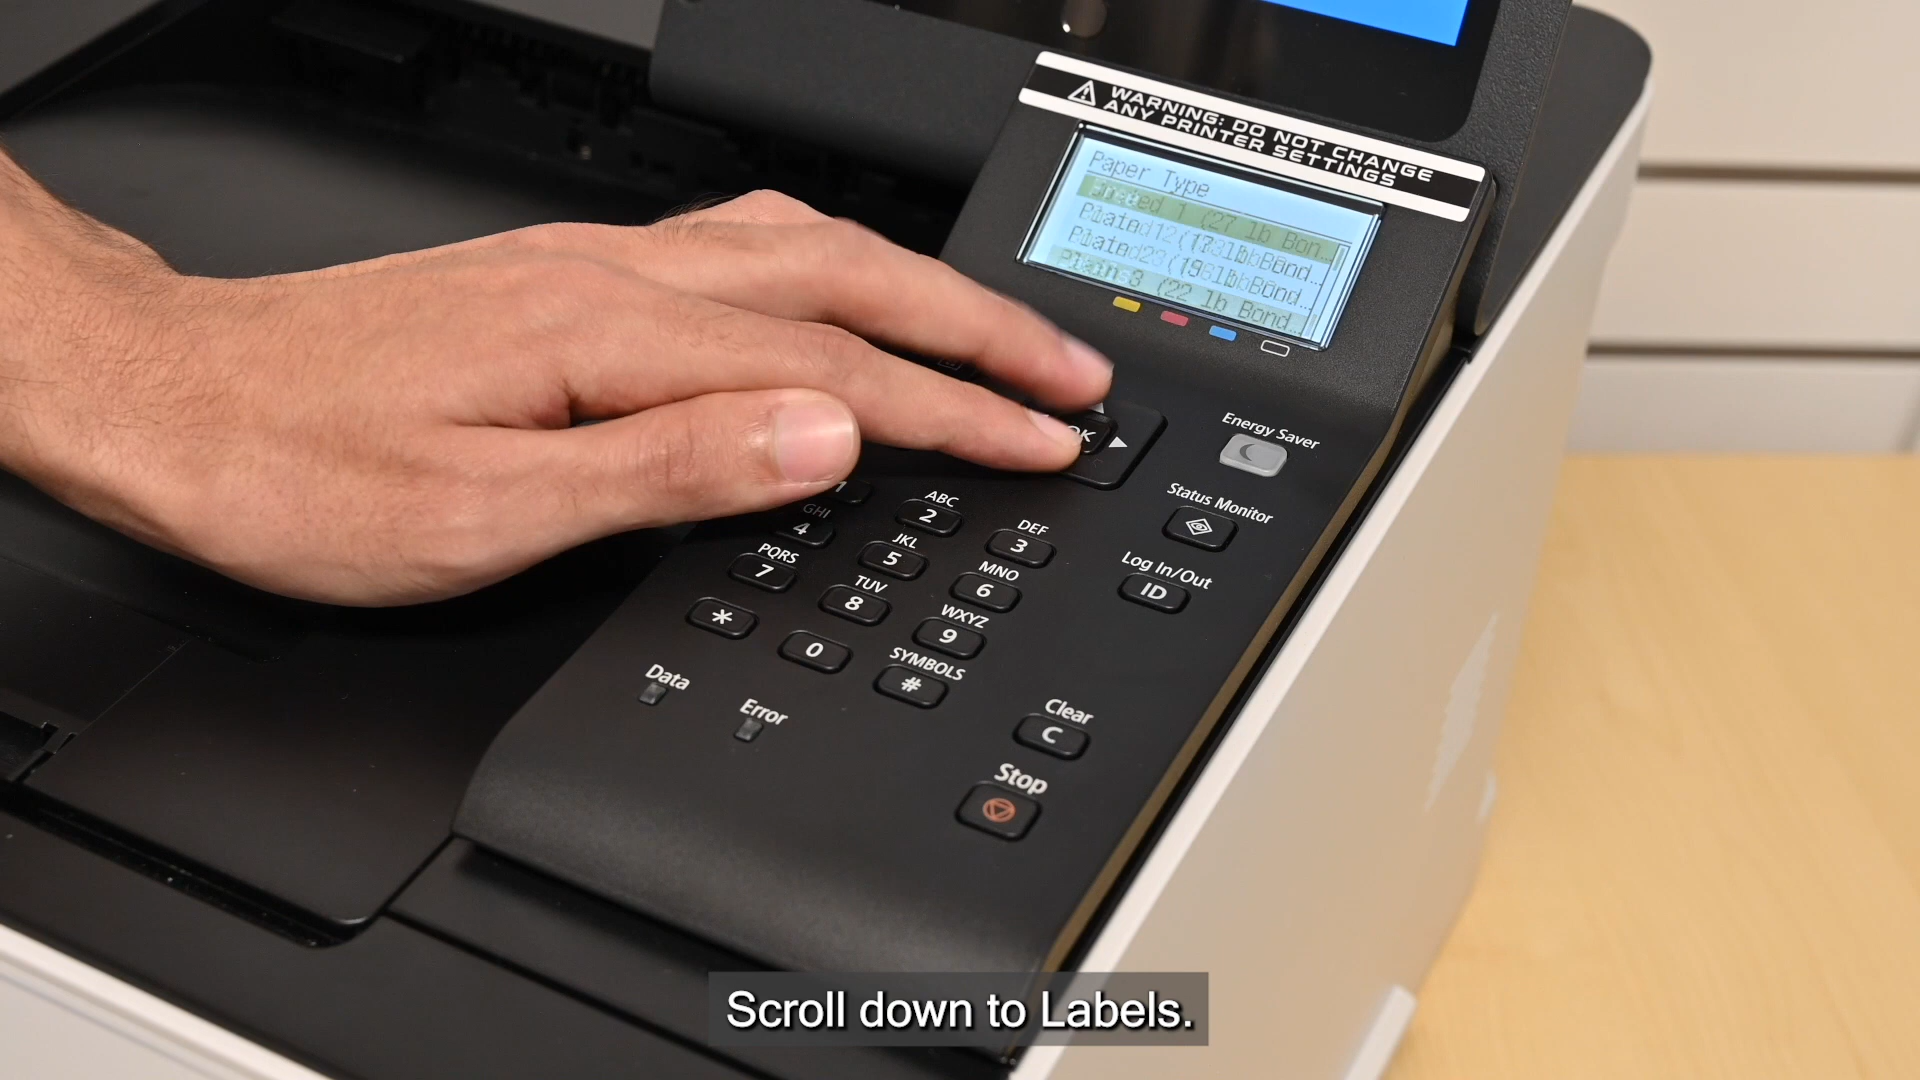 WARNING: DO NOT CHANGE
ANY PRINTER SETTINGS
Paper Type
OK
Energy Saver
Status Monitor
Log In/Out
ID
1
ABC
2
DEF
3
GHI
4
JKL
5
MNO
6
PQRS
7
TUV
8
WXYZ
9
*
0
SYMBOLS
#
Data
Error
Clear
C
Stop
Scroll down to Labels.